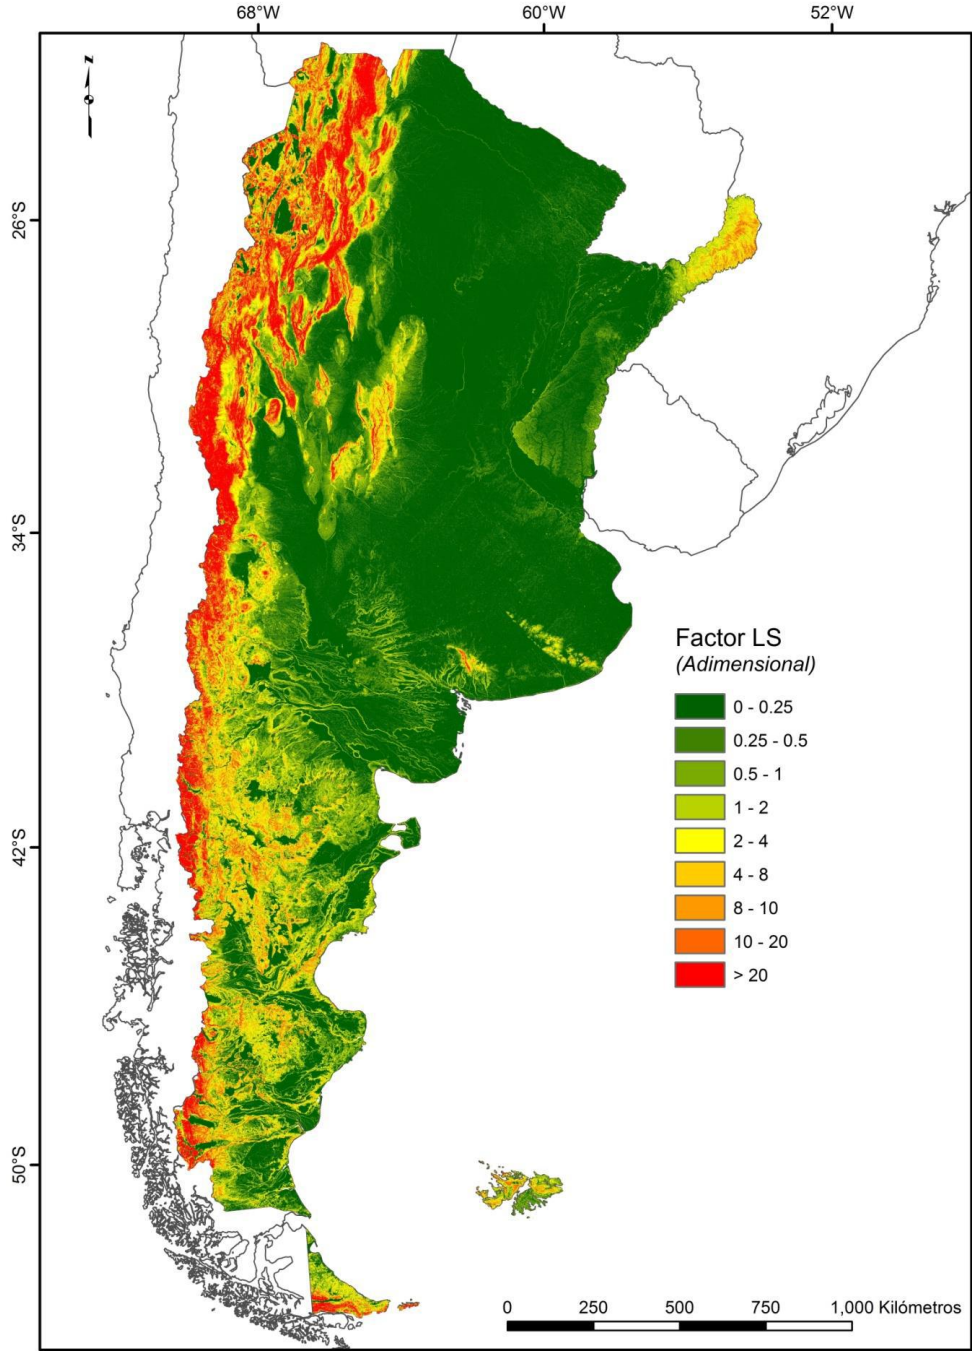 68°W 60°W 52°W
z
26°S
34°S
Factor LS
(Adimensional)
0 - 0.25
0.25 - 0.5
0.5 - 1
1 - 2
2 - 4
4 - 8
8 - 10
10 - 20
> 20
42°S
50°S
0 250 500 750 1,000 Kilómetros